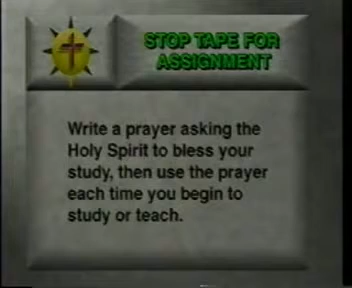 STOP TAPE FOR
ASSIGNMENT
Write a prayer asking the
Holy Spirit to bless your
study, then use the prayer
each time you begin to
study or teach.